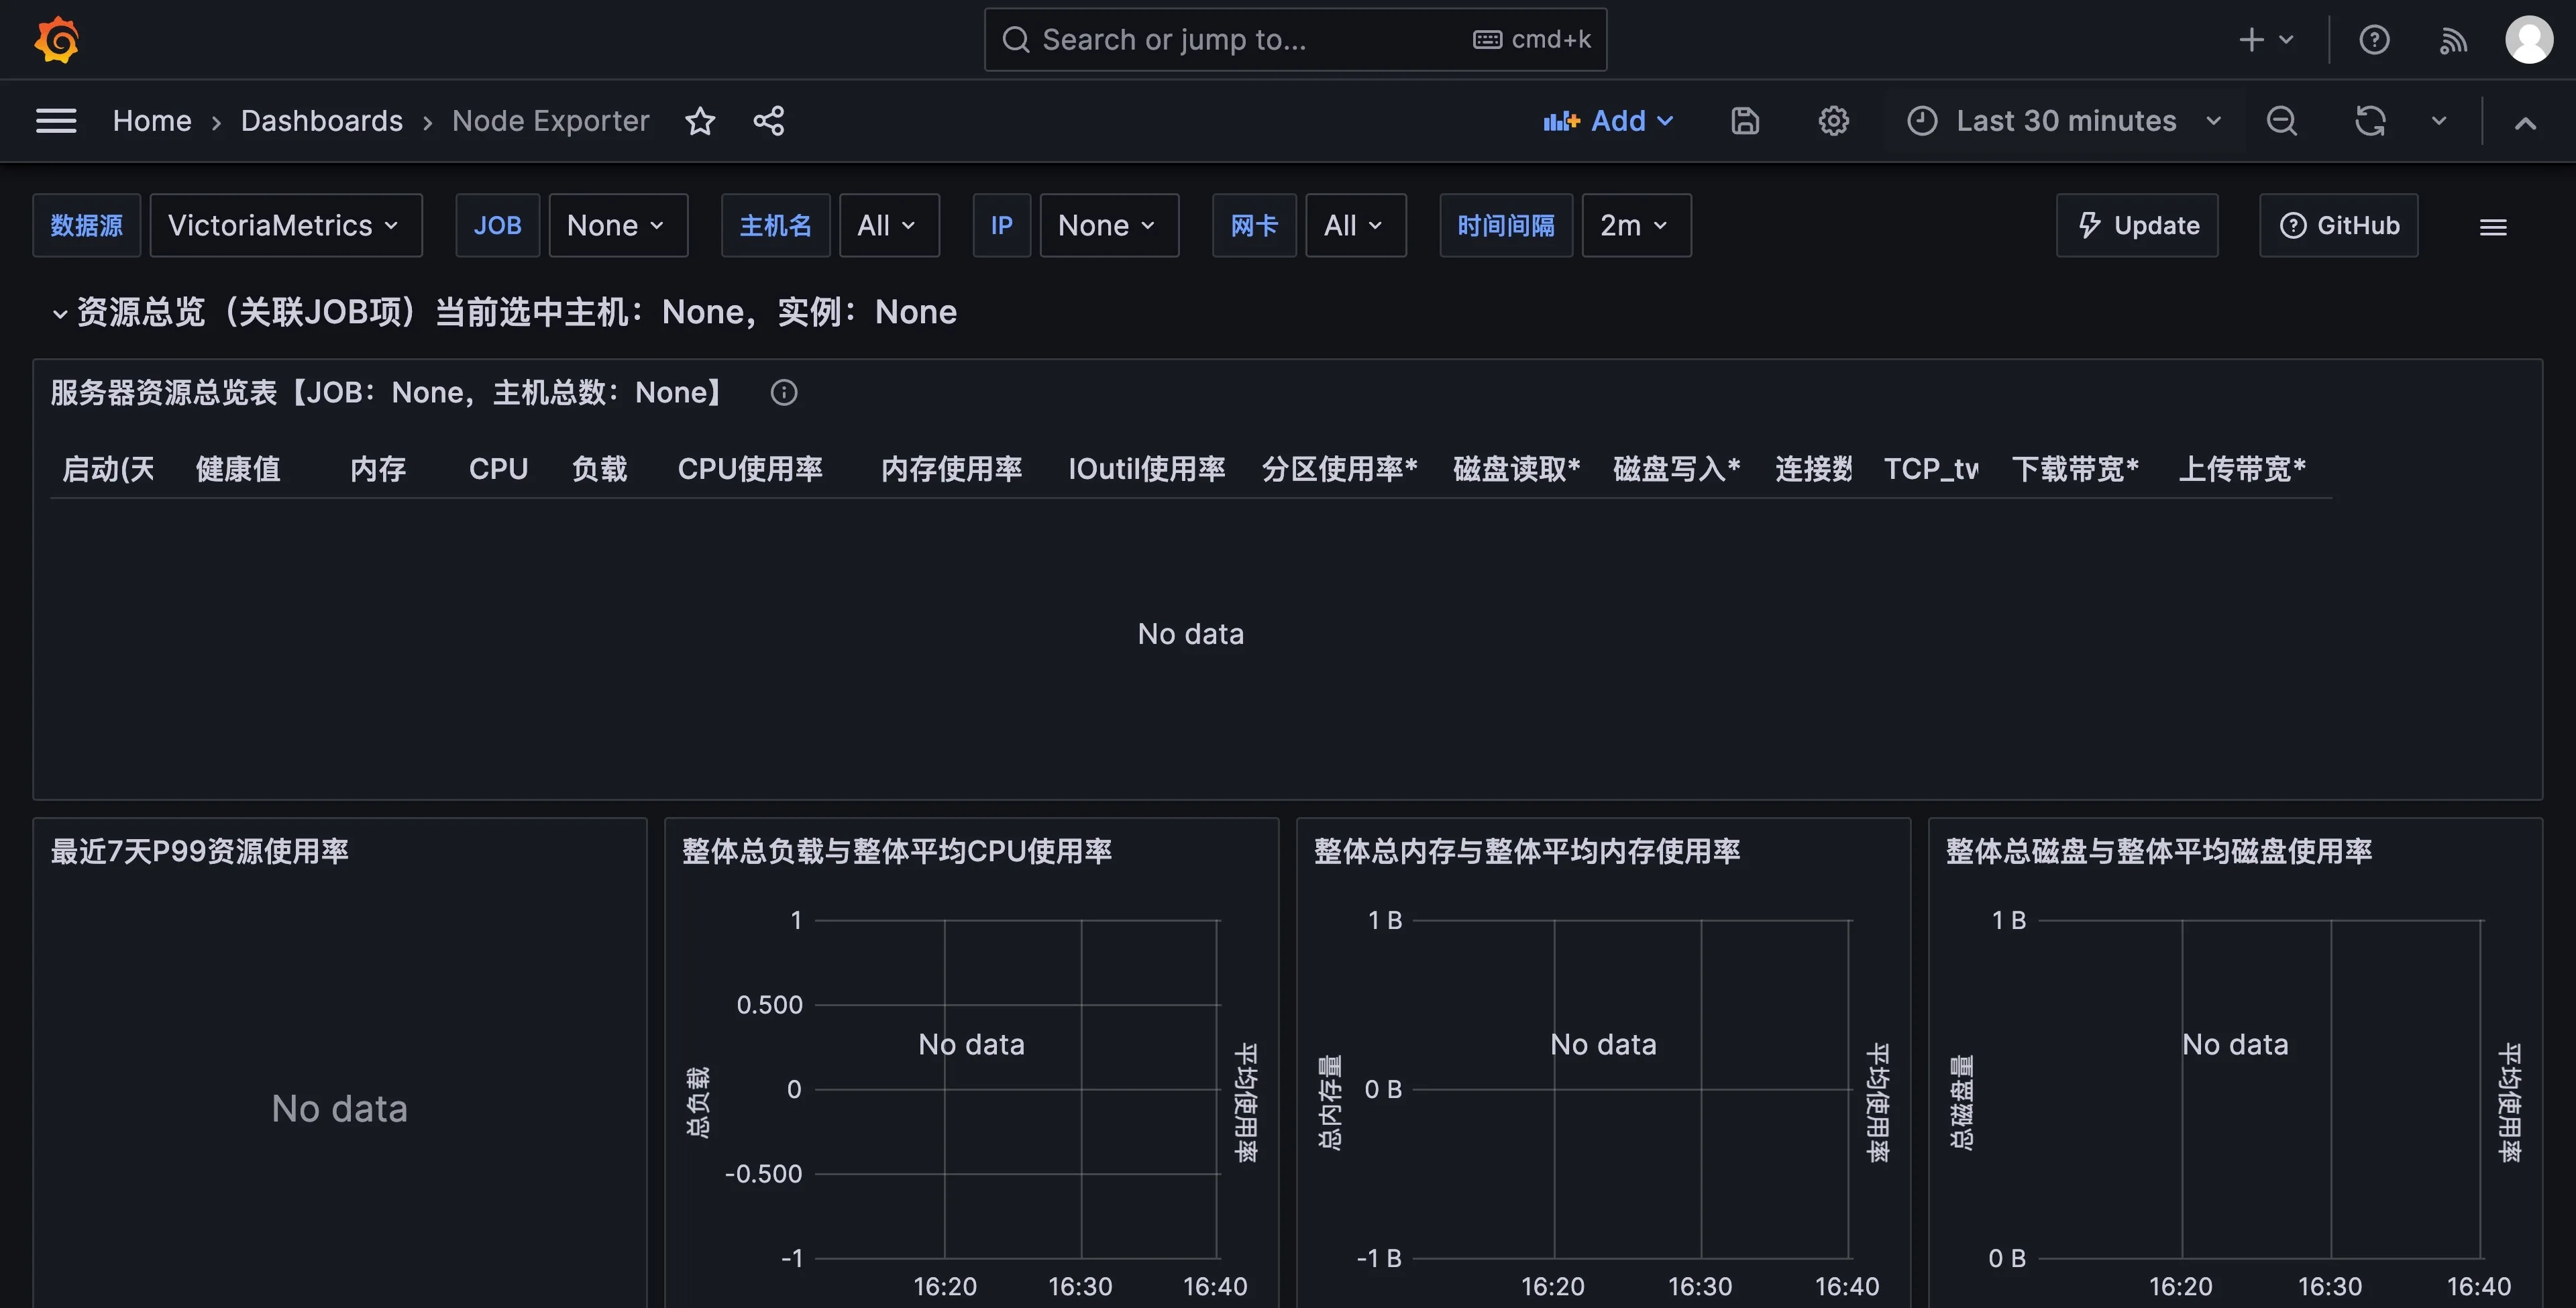 Search or jump to... cmd+k
Home › Dashboards › Node Exporter Add Last 30 minutes
数据源 VictoriaMetrics JOB None 主机名 All IP None 网卡 All 时间间隔 2m Update GitHub
资源总览（关联JOB项）当前选中主机：None，实例：None
服务器资源总览表【JOB：None，主机总数：None】
启动(天 健康值 内存 CPU 负载 CPU使用率 内存使用率 IOutil使用率 分区使用率* 磁盘读取* 磁盘写入* 连接数 TCP_tw 下载带宽* 上传带宽*
No data
最近7天P99资源使用率
No data
整体总负载与整体平均CPU使用率
1
0.500
0
-0.500
-1
No data
总负载
平均使用率
16:20 16:30 16:40
整体总内存与整体平均内存使用率
1 B
0 B
-1 B
No data
总内存量
平均使用率
16:20 16:30 16:40
整体总磁盘与整体平均磁盘使用率
1 B
0 B
No data
总磁盘量
平均使用率
16:20 16:30 16:40